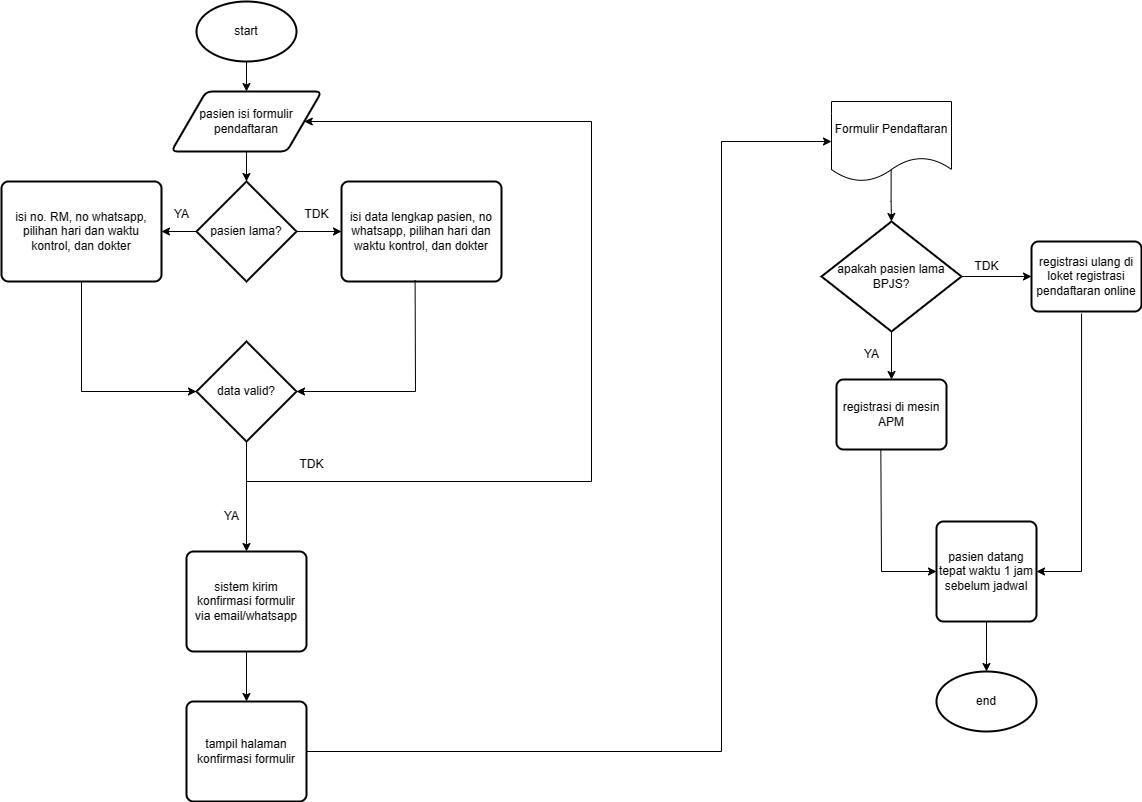 start
pasien isi formulir
pendaftaran
YA
pasien lama?
TDK
isi no. RM, no whatsapp,
pilihan hari dan waktu
kontrol, dan dokter
isi data lengkap pasien, no
whatsapp, pilihan hari dan
waktu kontrol, dan dokter
data valid?
TDK
YA
sistem kirim
konfirmasi formulir
via email/whatsapp
tampil halaman
konfirmasi formulir
Formulir Pendaftaran
apakah pasien lama
BPJS?
TDK
registrasi ulang di
loket registrasi
pendaftaran online
YA
registrasi di mesin
APM
pasien datang
tepat waktu 1 jam
sebelum jadwal
end